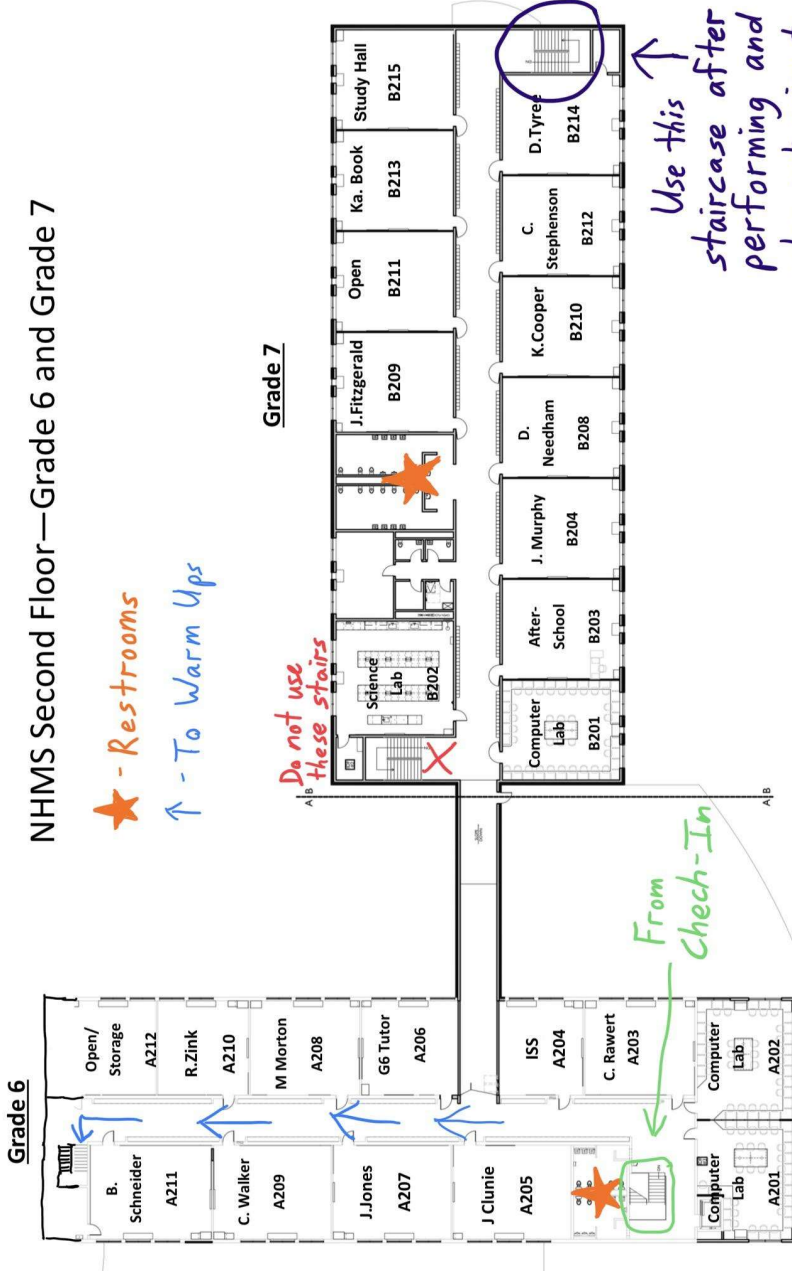 NHMS Second Floor—Grade 6 and Grade 7
- Restrooms
- To Warm Ups
Grade 6
Open/
Storage
A212
R.Zink
A210
M Morton
A208
G6 Tutor
A206
ISS
A204
C. Rawert
A203
Computer
Lab
A202
B.
Schneider
A211
C. Walker
A209
J.Jones
A207
J Clunie
A205
Computer
Lab
A201
From
Chech-In
Grade 7
Do not use
these stairs
Science
Lab
B202
J.Fitzgerald
B209
Open
B211
Ka. Book
B213
Study Hall
B215
Computer
Lab
B201
After-
School
B203
J. Murphy
B204
D.
Needham
B208
K.Cooper
B210
C.
Stephenson
B212
D.Tyree
B214
A B
A B
Use this
staircase after
performing and